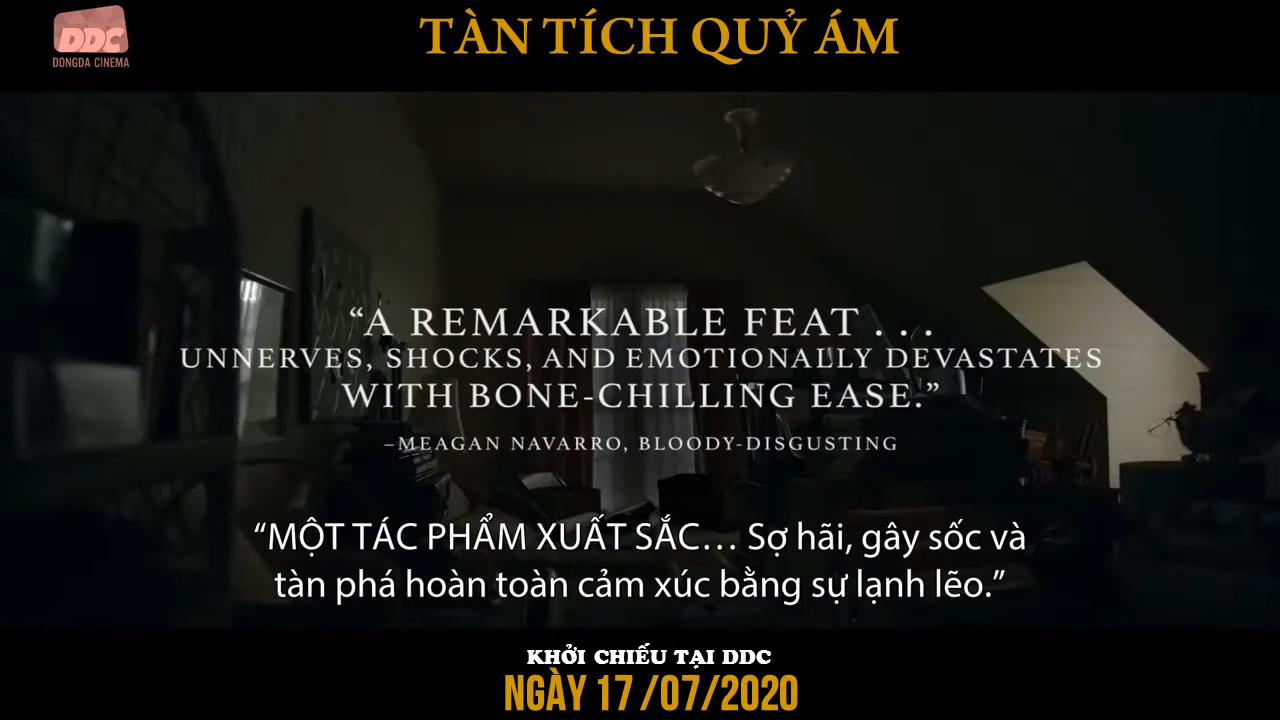 DDC
DONGDA CINEMA
TÀN TÍCH QUỶ ÁM
“A REMARKABLE FEAT . . .
UNNERVES, SHOCKS, AND EMOTIONALLY DEVASTATES
WITH BONE-CHILLING EASE.”
–MEAGAN NAVARRO, BLOODY-DISGUSTING
“MỘT TÁC PHẨM XUẤT SẮC… Sợ hãi, gây sốc và
tàn phá hoàn toàn cảm xúc bằng sự lạnh lẽo.”
KHỞI CHIẾU TẠI DDC
NGÀY 17/07/2020